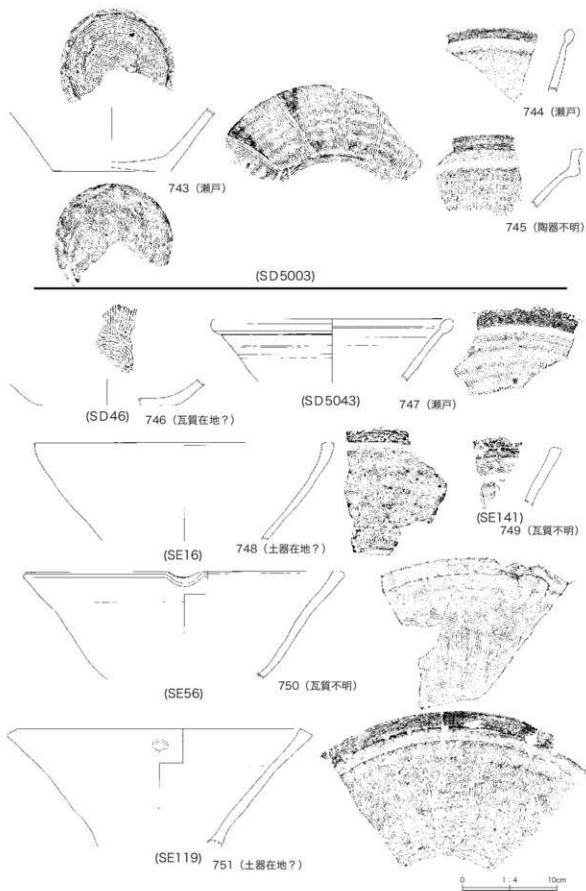 743（瀬戸）
744（瀬戸）
745（陶器不明）
(SD5003)
(SD46)
746（瓦質在地？）
(SD5043)
747（瀬戸）
(SE16)
748（土器在地？）
(SE141)
749（瓦質不明）
(SE56)
750（瓦質不明）
(SE119)
751（土器在地？）
0 1：4 10cm